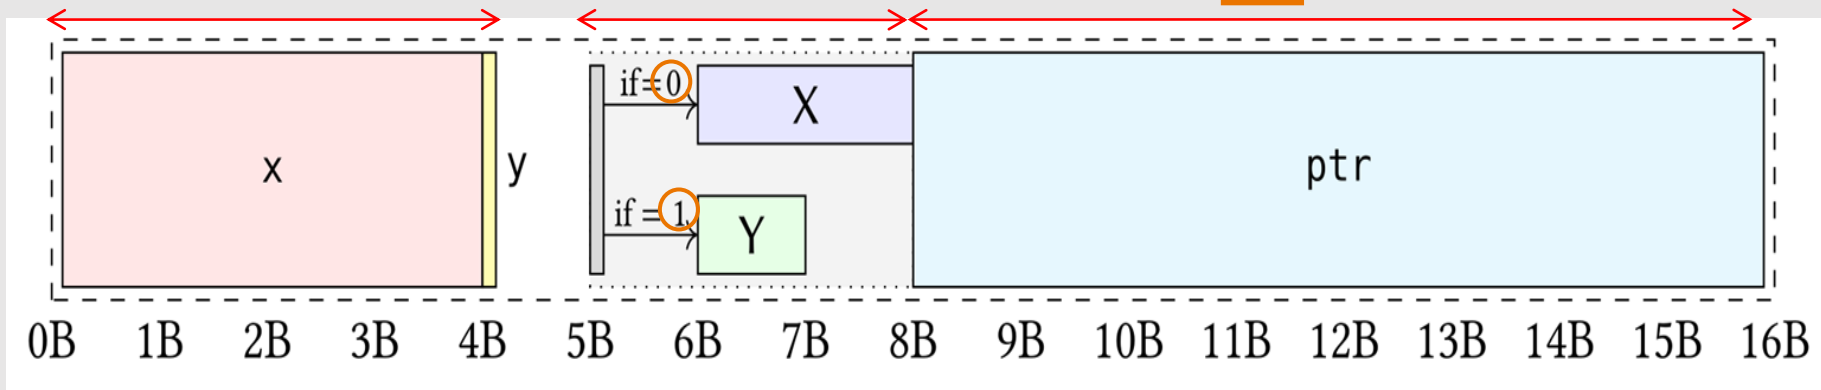 if=0
X
x
y
ptr
if = 1
Y
0B 1B 2B 3B 4B 5B 6B 7B 8B 9B 10B 11B 12B 13B 14B 15B 16B